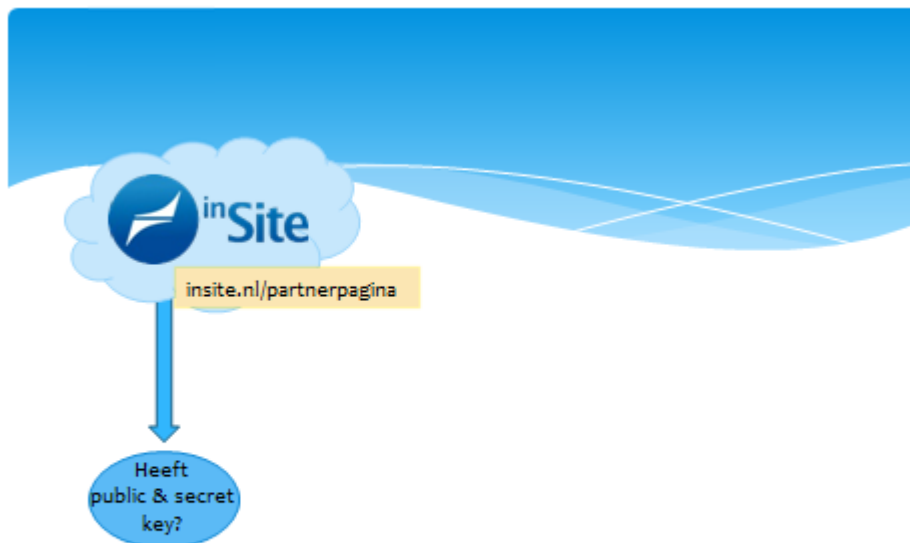 inSite
insite.nl/partnerpagina
Heeft
public & secret
key?